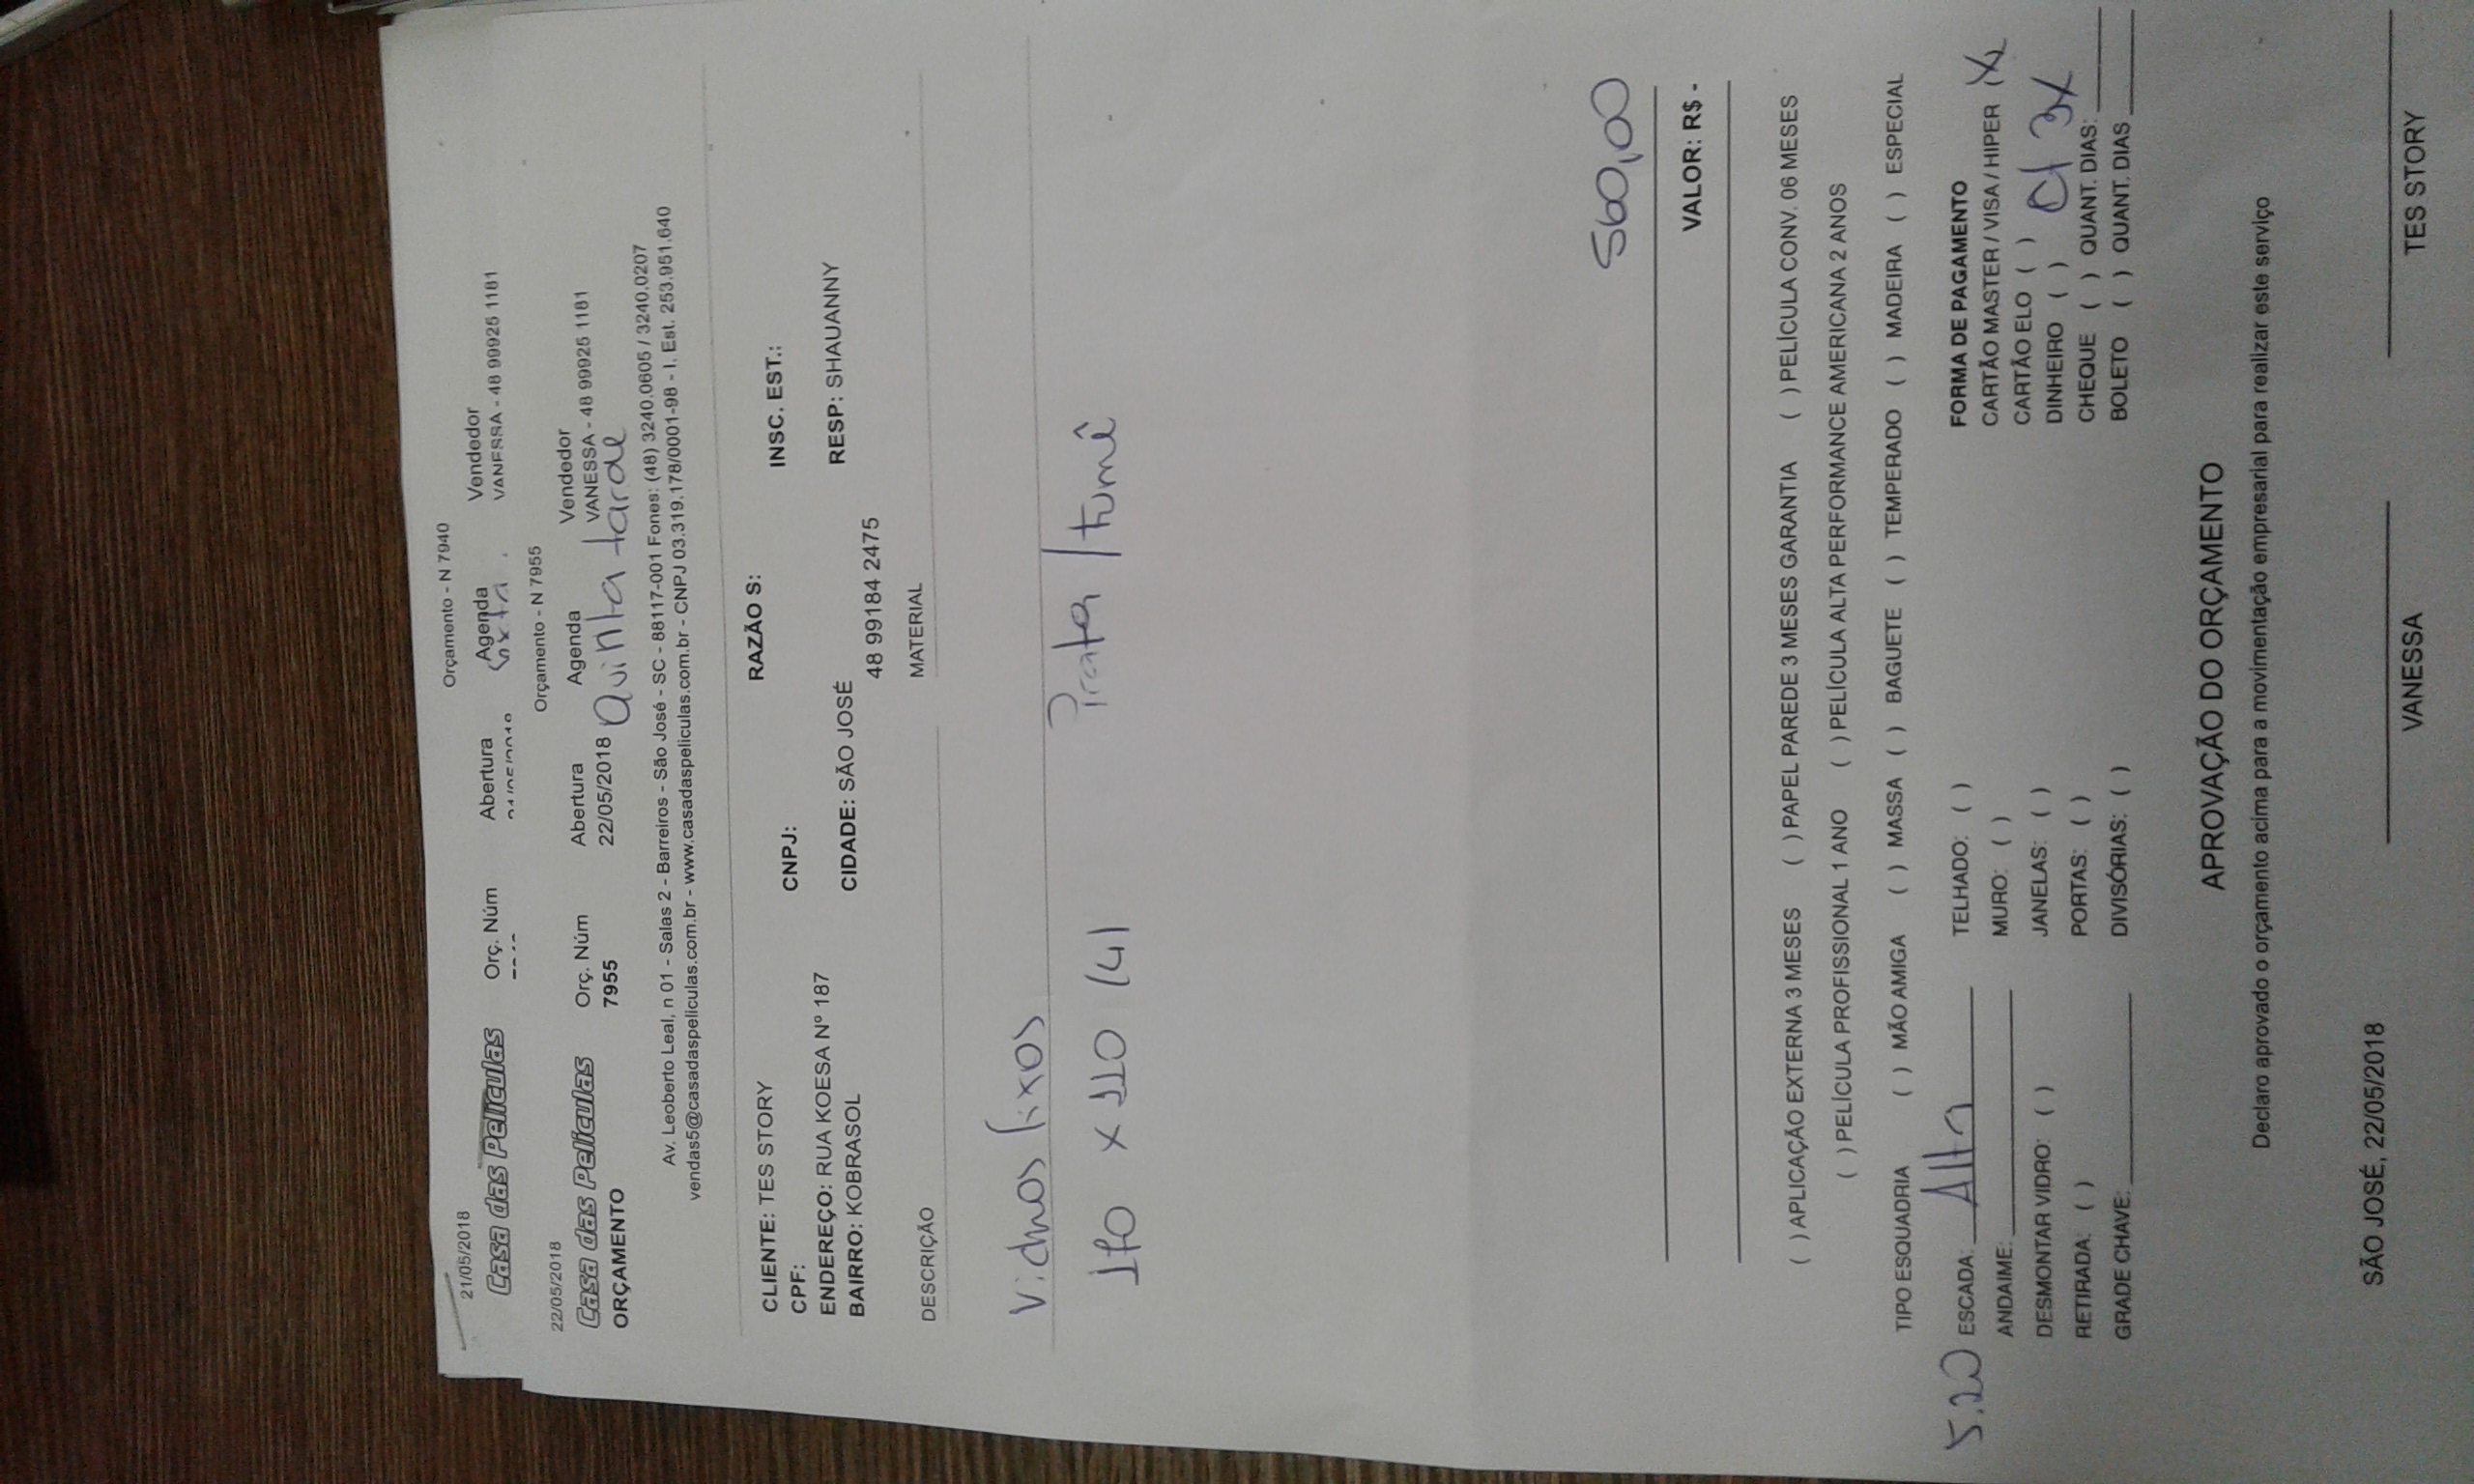 Orçamento - N 7940
21/05/2018
Casa das Películas Orç. Núm Abertura Agenda Vendedor
Sexta VANESSA - 48 99925 1181
Orçamento - N 7955
22/05/2018
Casa das Películas Orç. Núm Abertura Agenda Vendedor
ORÇAMENTO 7955 22/05/2018 Quinta tarde VANESSA - 48 99925 1181
Av. Leoberto Leal, n 01 - Salas 2 - Barreiros - São José - SC - 88117-001 Fones: (48) 3240.0605 / 3240.0207
vendas5@casadaspeliculas.com.br - www.casadaspeliculas.com.br - CNPJ 03.319.178/0001-98 - I. Est. 253.951.640
CLIENTE: TES STORY RAZÃO S:
CPF: CNPJ: INSC. EST.:
ENDEREÇO: RUA KOESA Nº 187
BAIRRO: KOBRASOL CIDADE: SÃO JOSÉ RESP: SHAUANNY
48 99184 2475
DESCRIÇÃO MATERIAL
Vidros fixos
x 110 (4) Prata / fumê
560,00
VALOR: R$ -
( ) APLICAÇÃO EXTERNA 3 MESES ( ) PAPEL PAREDE 3 MESES GARANTIA ( ) PELÍCULA CONV. 06 MESES
( ) PELÍCULA PROFISSIONAL 1 ANO ( ) PELÍCULA ALTA PERFORMANCE AMERICANA 2 ANOS
TIPO ESQUADRIA ( ) MÃO AMIGA ( ) MASSA ( ) BAGUETE ( ) TEMPERADO ( ) MADEIRA ( ) ESPECIAL
5.20 ESCADA: Alta TELHADO: ( ) FORMA DE PAGAMENTO
ANDAIME: MURO: ( ) CARTÃO MASTER / VISA / HIPER (X)
CARTÃO ELO ( )
DESMONTAR VIDRO: ( ) JANELAS: ( ) DINHEIRO ( ) 3X
RETIRADA: ( ) PORTAS: ( ) CHEQUE ( ) QUANT. DIAS:
GRADE CHAVE: DIVISÓRIAS: ( ) BOLETO ( ) QUANT. DIAS
APROVAÇÃO DO ORÇAMENTO
Declaro aprovado o orçamento acima para a movimentação empresarial para realizar este serviço
SÃO JOSÉ, 22/05/2018
VANESSA TES STORY